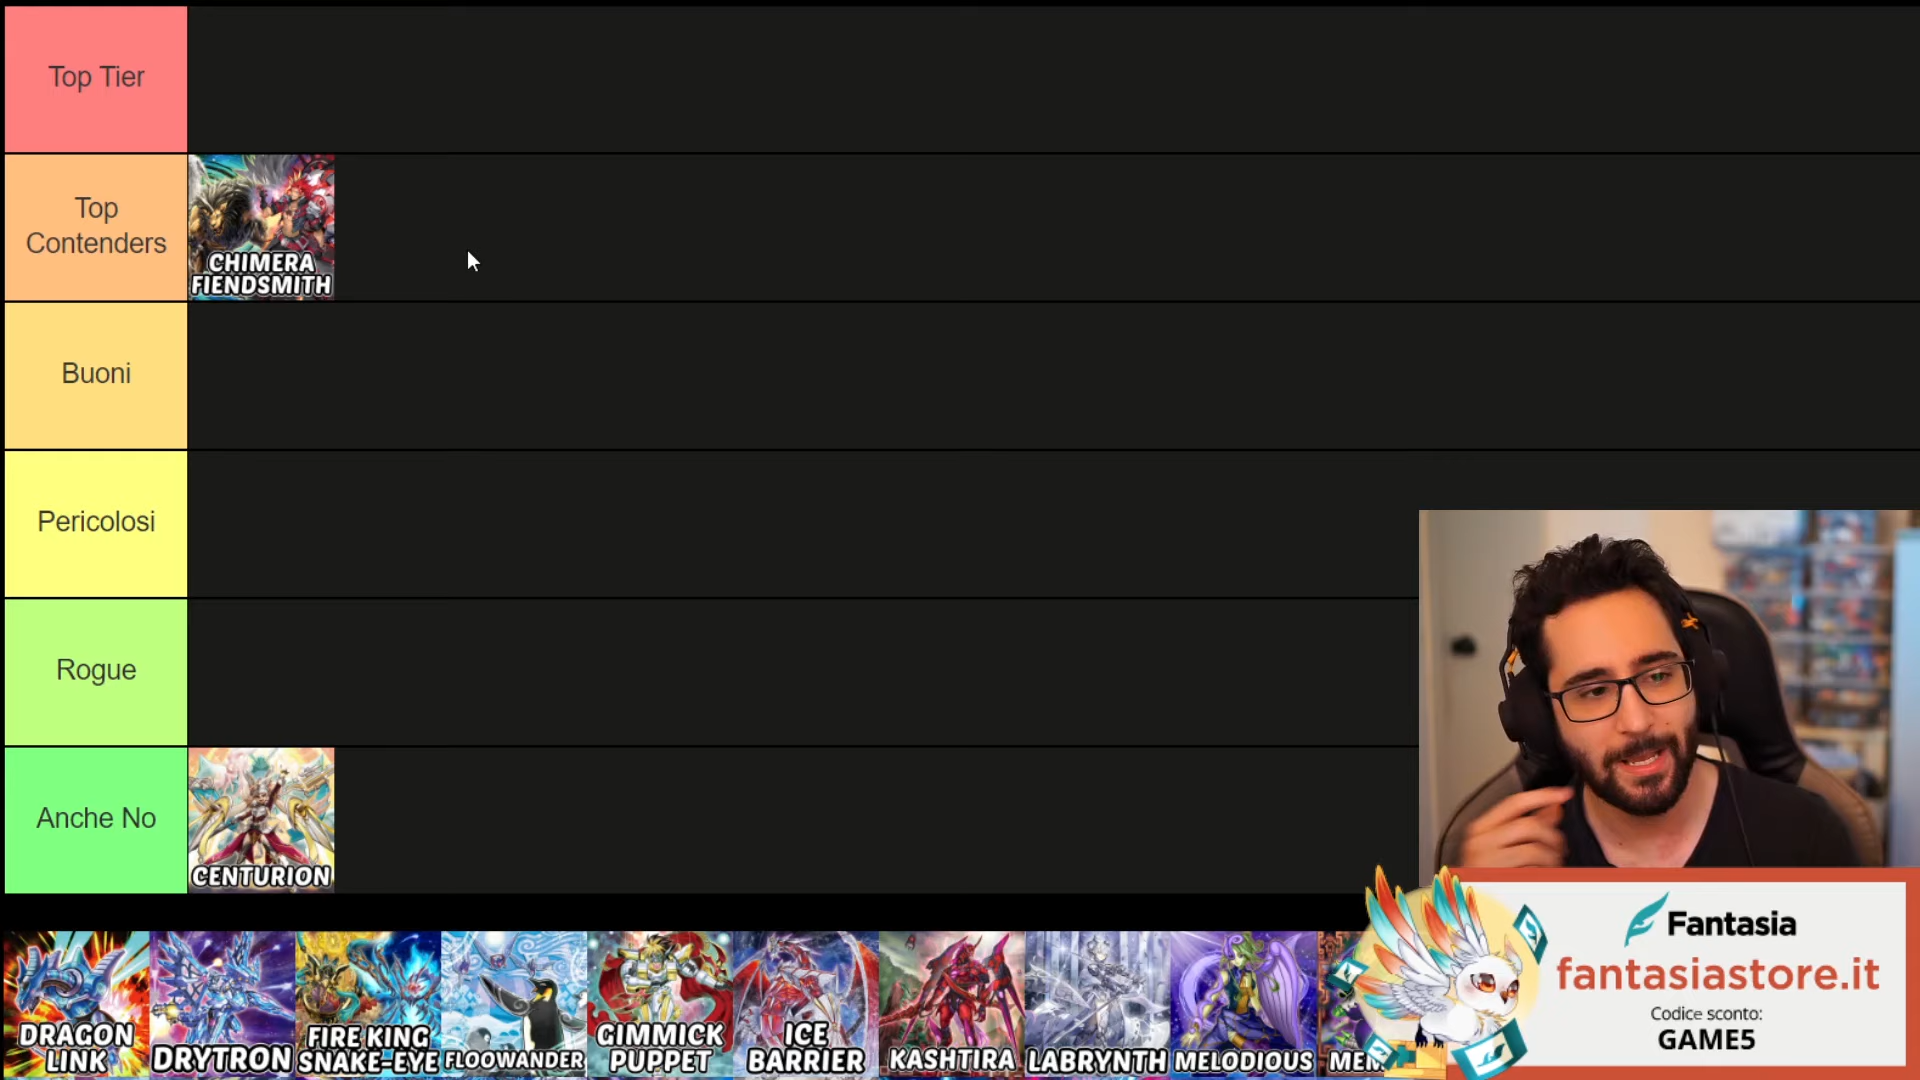 Top Tier
Top
Contenders
CHIMERA
FIENDSMITH
Buoni
Pericolosi
Rogue
Anche No
CENTURION
DRAGON
LINK
DRYTRON
FIRE KING
SNAKE-EYE
FLOOWANDER
GIMMICK
PUPPET
ICE
BARRIER
KASHTIRA
LABRYNTH
MELODIOUS
Fantasia
fantasiastore.it
Codice sconto:
GAME5